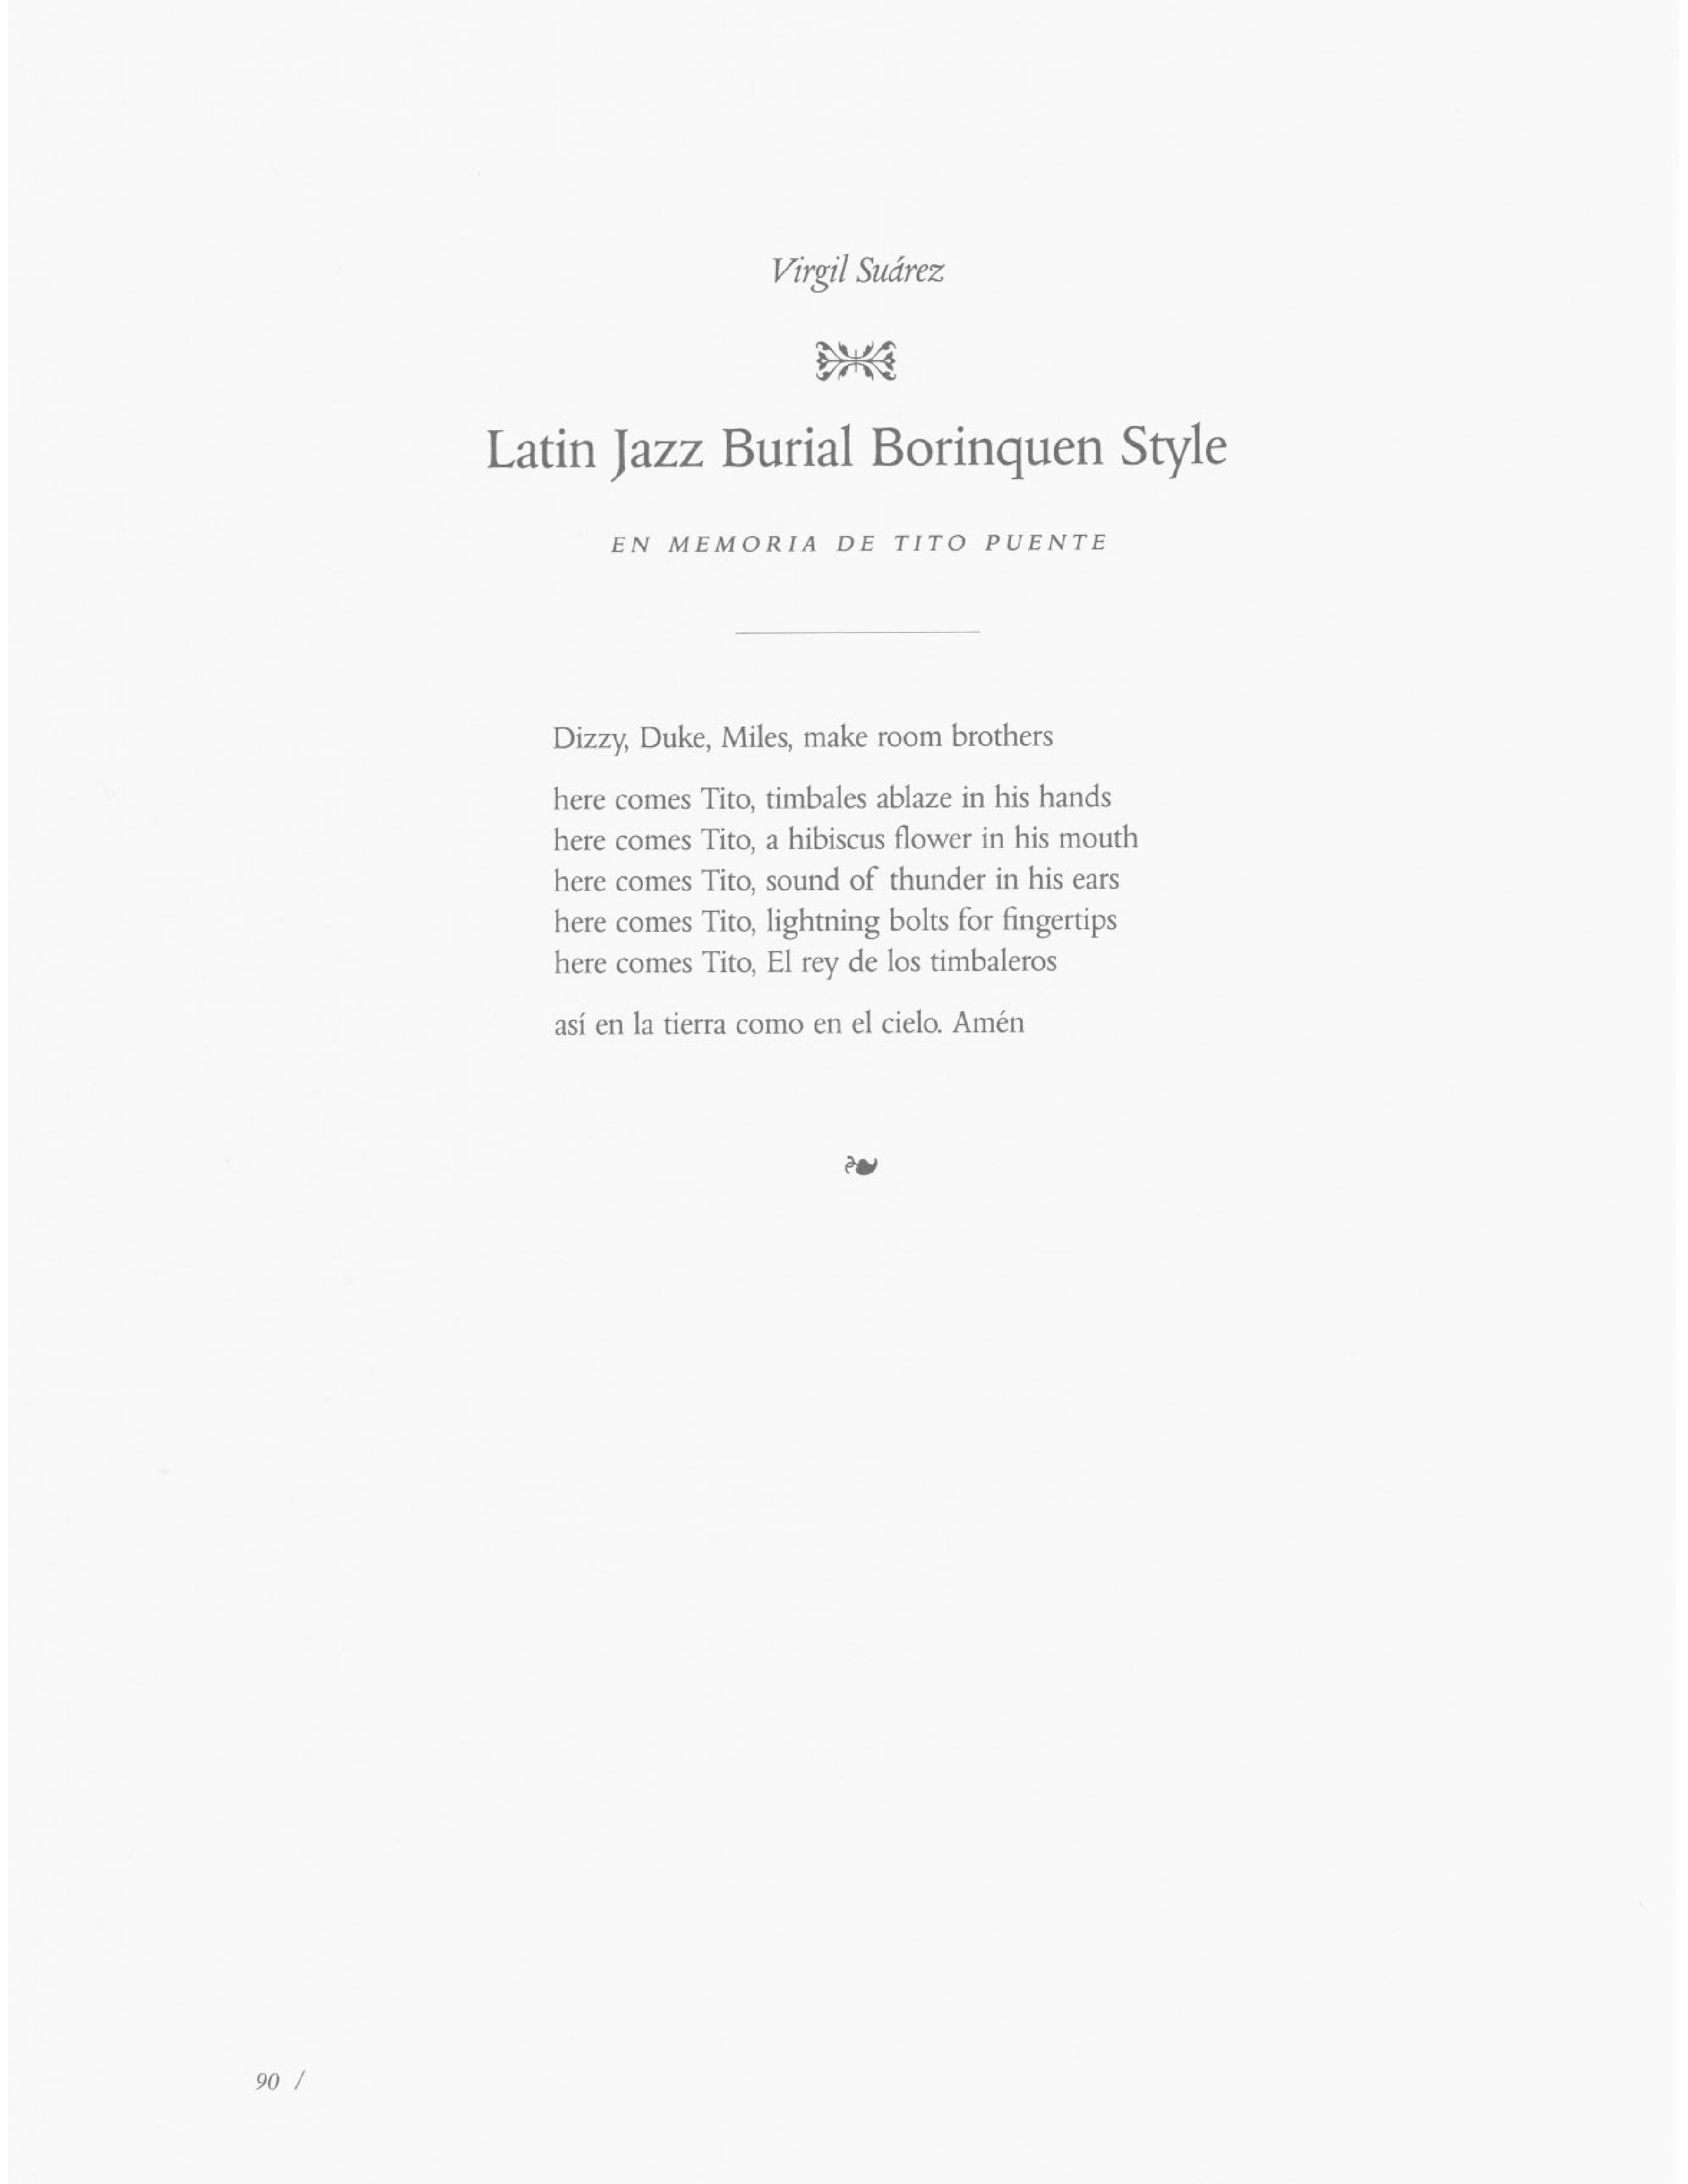 Virgil Suárez
Latin Jazz Burial Borinquen Style
EN MEMORIA DE TITO PUENTE
Dizzy, Duke, Miles, make room brothers
here comes Tito, timbales ablaze in his hands
here comes Tito, a hibiscus flower in his mouth
here comes Tito, sound of thunder in his ears
here comes Tito, lightning bolts for fingertips
here comes Tito, El rey de los timbaleros
así en la tierra como en el cielo. Amén
90 /